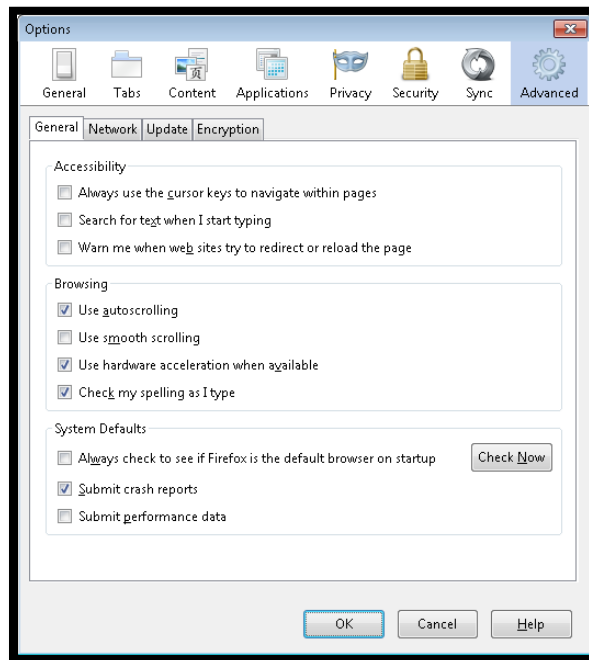 Options
General Tabs Content Applications Privacy Security Sync Advanced
General Network Update Encryption
Accessibility
Always use the cursor keys to navigate within pages
Search for text when I start typing
Warn me when web sites try to redirect or reload the page
Browsing
Use autoscrolling
Use smooth scrolling
Use hardware acceleration when available
Check my spelling as I type
System Defaults
Always check to see if Firefox is the default browser on startup Check Now
Submit crash reports
Submit performance data
OK Cancel Help